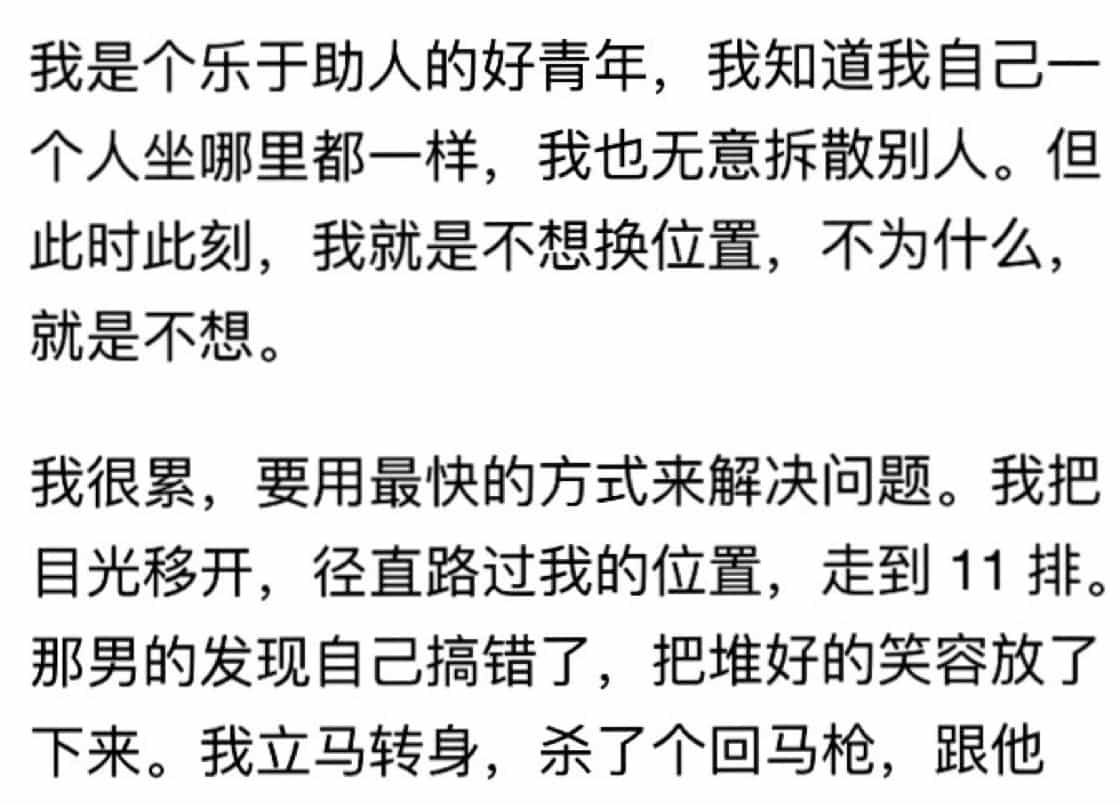 我是个乐于助人的好青年，我知道我自己一
个人坐哪里都一样，我也无意拆散别人。但
此时此刻，我就是不想换位置，不为什么，
就是不想。
我很累，要用最快的方式来解决问题。我把
目光移开，径直路过我的位置，走到 11 排。
那男的发现自己搞错了，把堆好的笑容放了
下来。我立马转身，杀了个回马枪，跟他